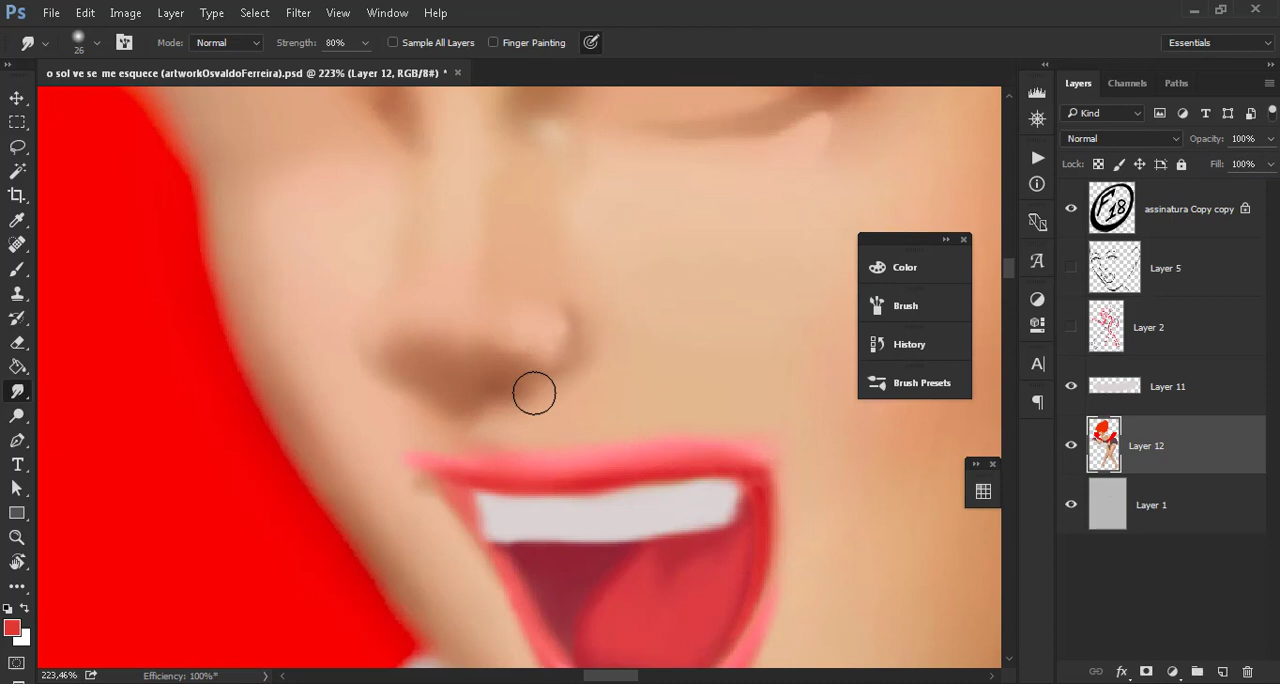 Ps File Edit Image Layer Type Select Filter View Window Help
26 Mode: Normal Strength: 80% Sample All Layers Finger Painting Essentials
o sol ve se me esquece (artworkOsvaldoFerreira).psd @ 223% (Layer 12, RGB/8#) *
Layers Channels Paths
Kind
Normal Opacity: 100%
Lock: Fill: 100%
F 18 assinatura Copy copy
Layer 5
Layer 2
Layer 11
Layer 12
Layer 1
Color
Brush
History
Brush Presets
223,46% Efficiency: 100%*